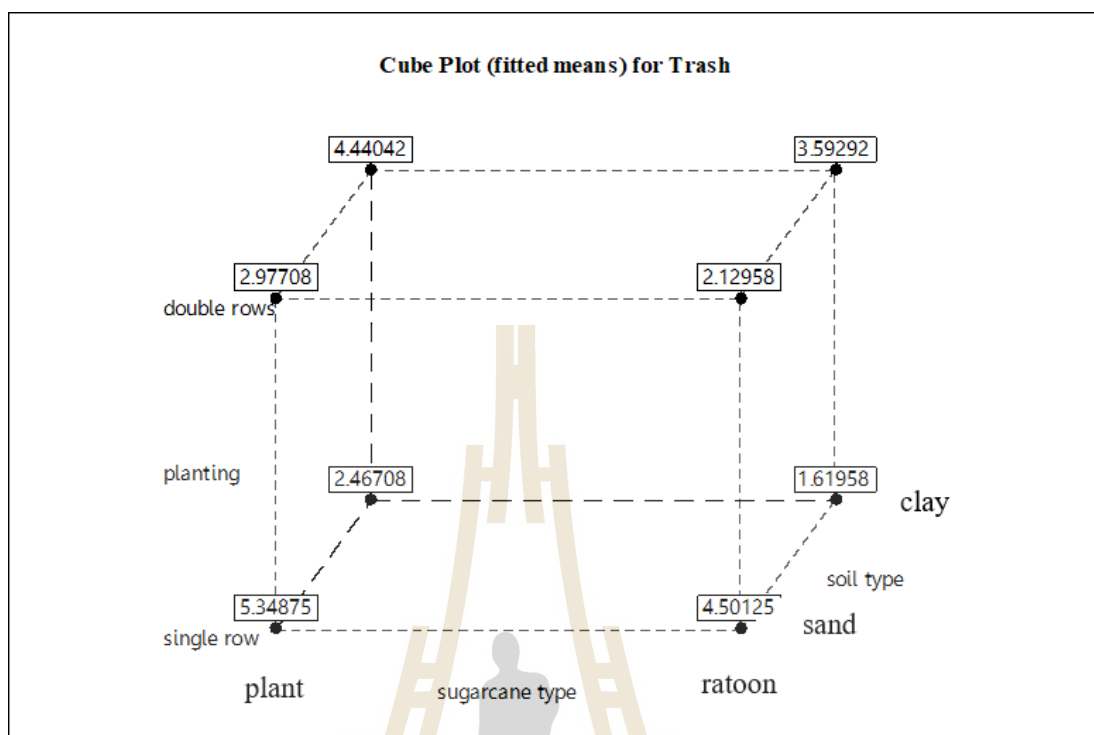 Cube Plot (fitted means) for Trash
4.44042
3.59292
2.97708
2.12958
double rows
planting
2.46708
1.61958
clay
soil type
5.34875
4.50125
sand
single row
plant
sugarcane type
ratoon